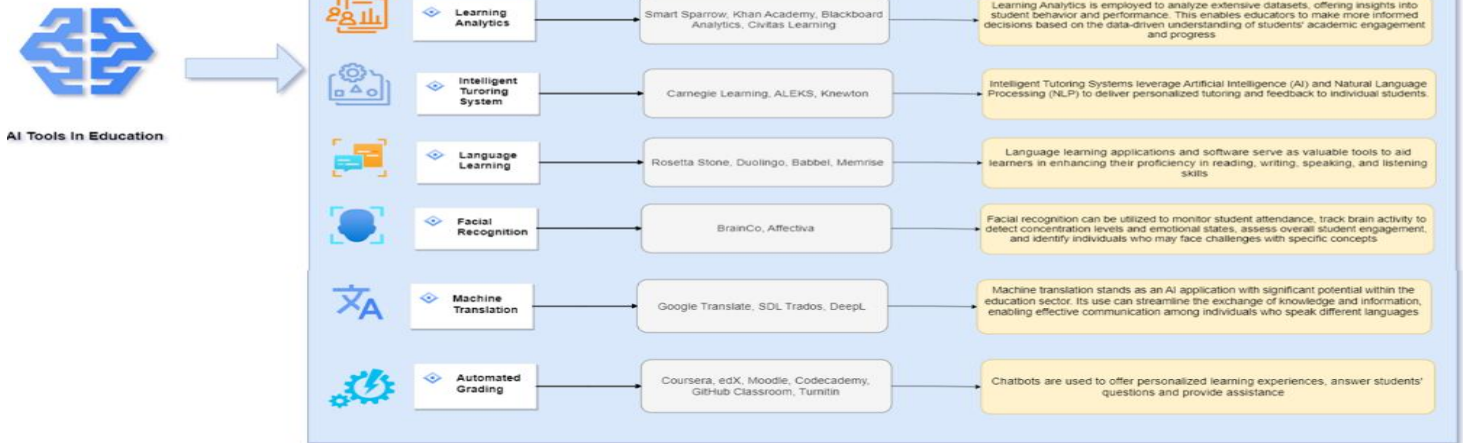 AI Tools In Education
Learning
Analytics
Smart Sparrow, Khan Academy, Blackboard
Analytics, Civitas Learning
Learning Analytics is employed to analyze extensive datasets, offering insights into
student behavior and performance. This enables educators to make more informed
decisions based on the data-driven understanding of students' academic engagement
and progress
Intelligent
Turoring
System
Carnegie Learning, ALEKS, Knewton
Intelligent Tutoring Systems leverage Artificial Intelligence (AI) and Natural Language
Processing (NLP) to deliver personalized tutoring and feedback to individual students.
Language
Learning
Rosetta Stone, Duolingo, Babbel, Memrise
Language learning applications and software serve as valuable tools to aid
learners in enhancing their proficiency in reading, writing, speaking, and listening
skills
Facial
Recognition
BrainCo, Affectiva
Facial recognition can be utilized to monitor student attendance, track brain activity to
detect concentration levels and emotional states, assess overall student engagement,
and identify individuals who may face challenges with specific concepts
Machine
Translation
Google Translate, SDL Trados, DeepL
Machine translation stands as an AI application with significant potential within the
education sector. Its use can streamline the exchange of knowledge and information,
enabling effective communication among individuals who speak different languages
Automated
Grading
Coursera, edX, Moodle, Codecademy,
GitHub Classroom, Turnitin
Chatbots are used to offer personalized learning experiences, answer students'
questions and provide assistance